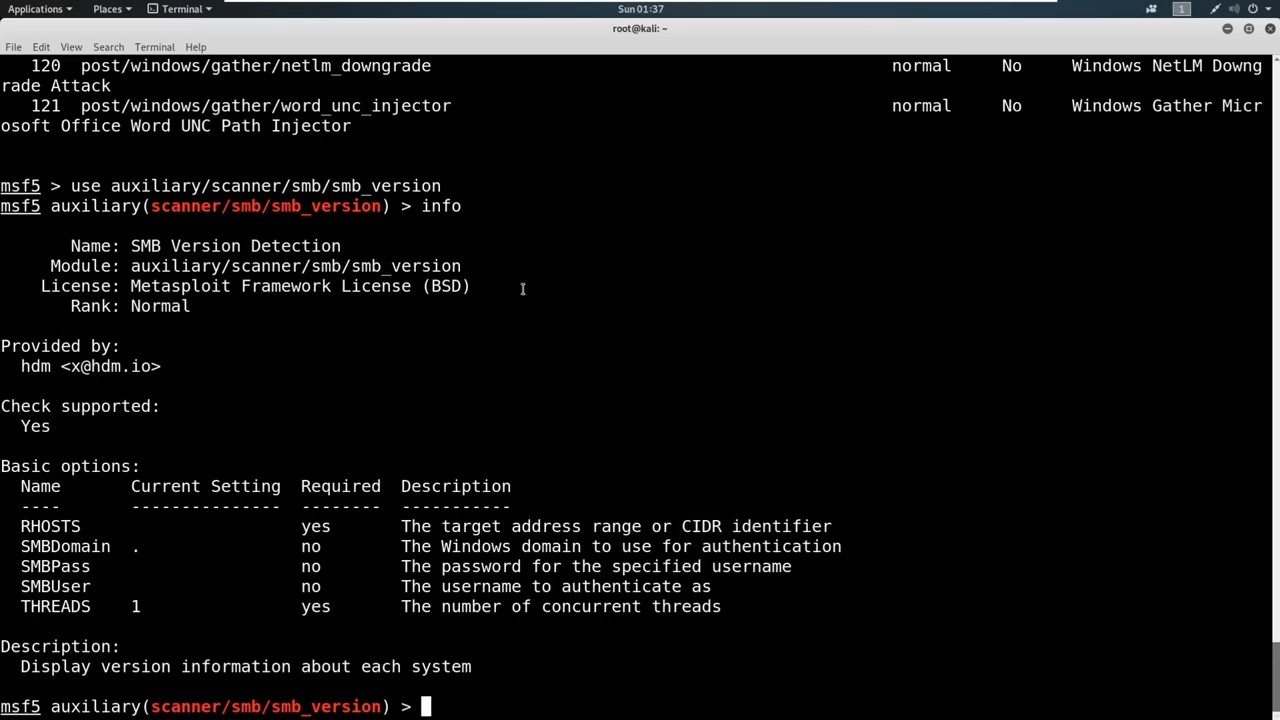 Applications Places Terminal Sun 01:37 1
root@kali: ~
File Edit View Search Terminal Help
120 post/windows/gather/netlm_downgrade normal No Windows NetLM Downg
rade Attack
121 post/windows/gather/word_unc_injector normal No Windows Gather Micr
osoft Office Word UNC Path Injector
msf5 > use auxiliary/scanner/smb/smb_version
msf5 auxiliary(scanner/smb/smb_version) > info
Name: SMB Version Detection
Module: auxiliary/scanner/smb/smb_version
License: Metasploit Framework License (BSD)
Rank: Normal
Provided by:
hdm <x@hdm.io>
Check supported:
Yes
Basic options:
Name Current Setting Required Description
---- --------------- -------- -----------
RHOSTS yes The target address range or CIDR identifier
SMBDomain . no The Windows domain to use for authentication
SMBPass no The password for the specified username
SMBUser no The username to authenticate as
THREADS 1 yes The number of concurrent threads
Description:
Display version information about each system
msf5 auxiliary(scanner/smb/smb_version) >